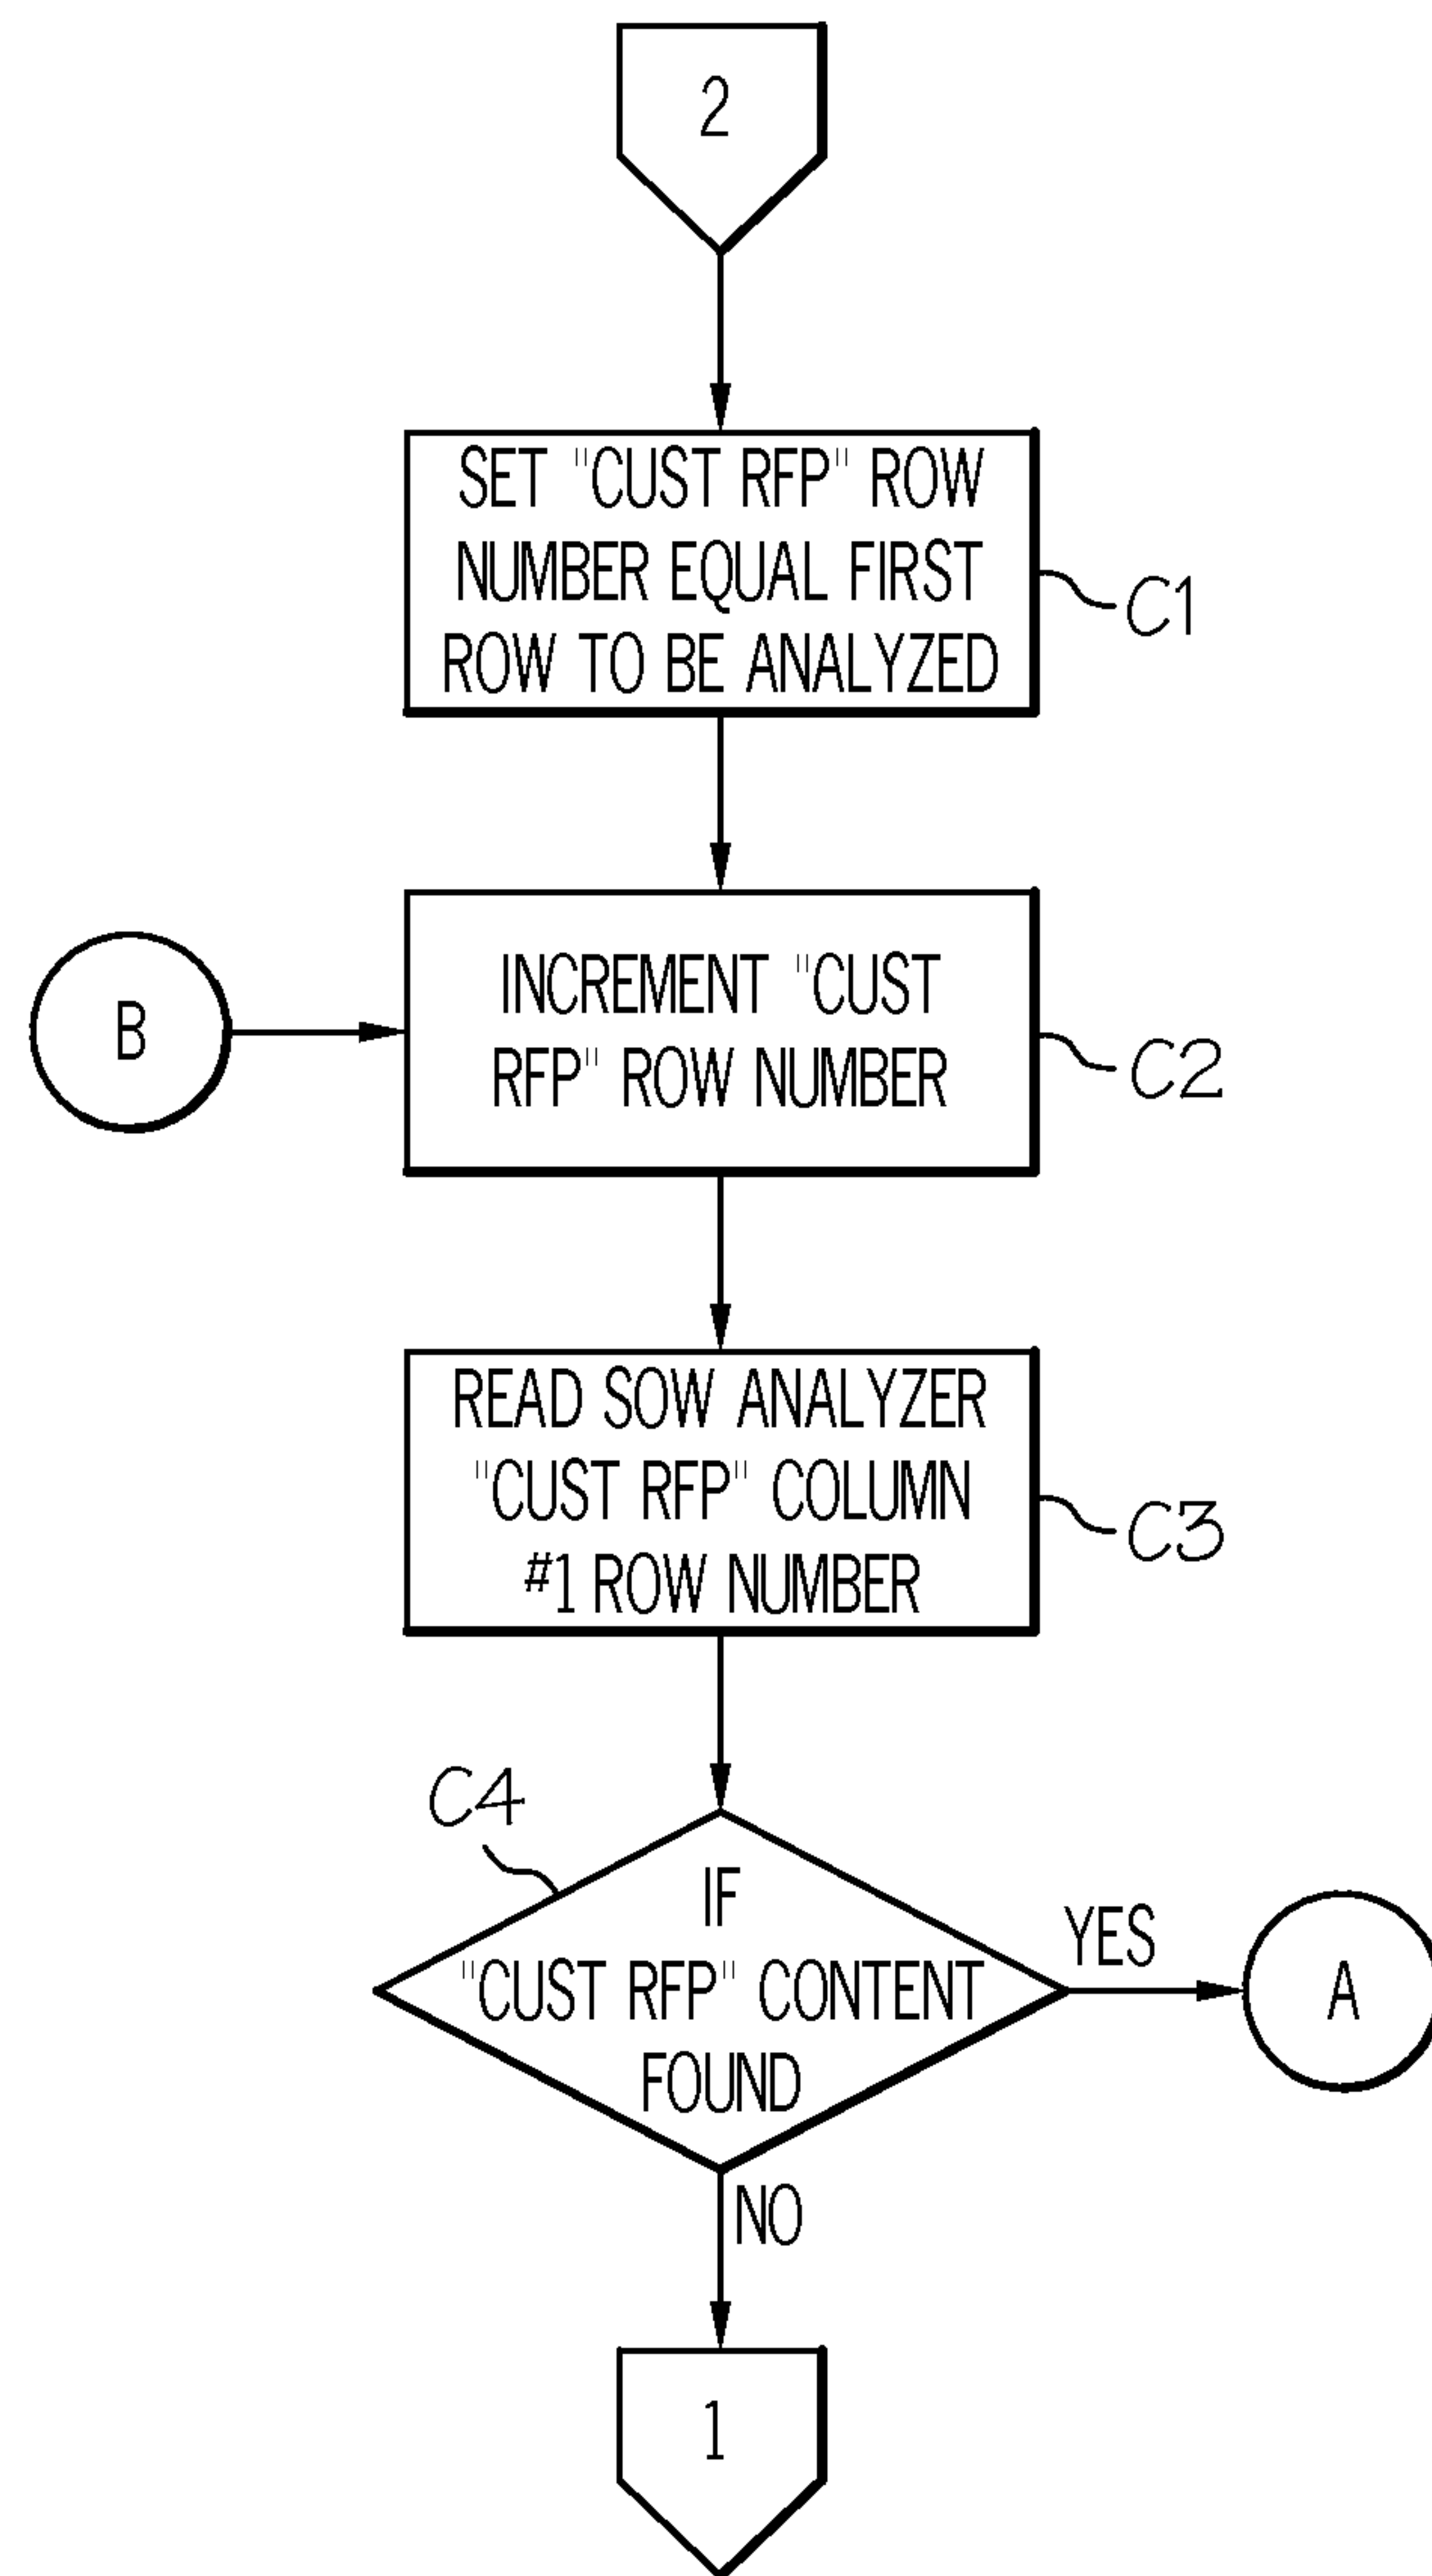 2
SET "CUST RFP" ROW
NUMBER EQUAL FIRST
ROW TO BE ANALYZED
C1
B
INCREMENT "CUST
RFP" ROW NUMBER
C2
READ SOW ANALYZER
"CUST RFP" COLUMN
#1 ROW NUMBER
C3
C4
IF
"CUST RFP" CONTENT
FOUND
YES
A
NO
1